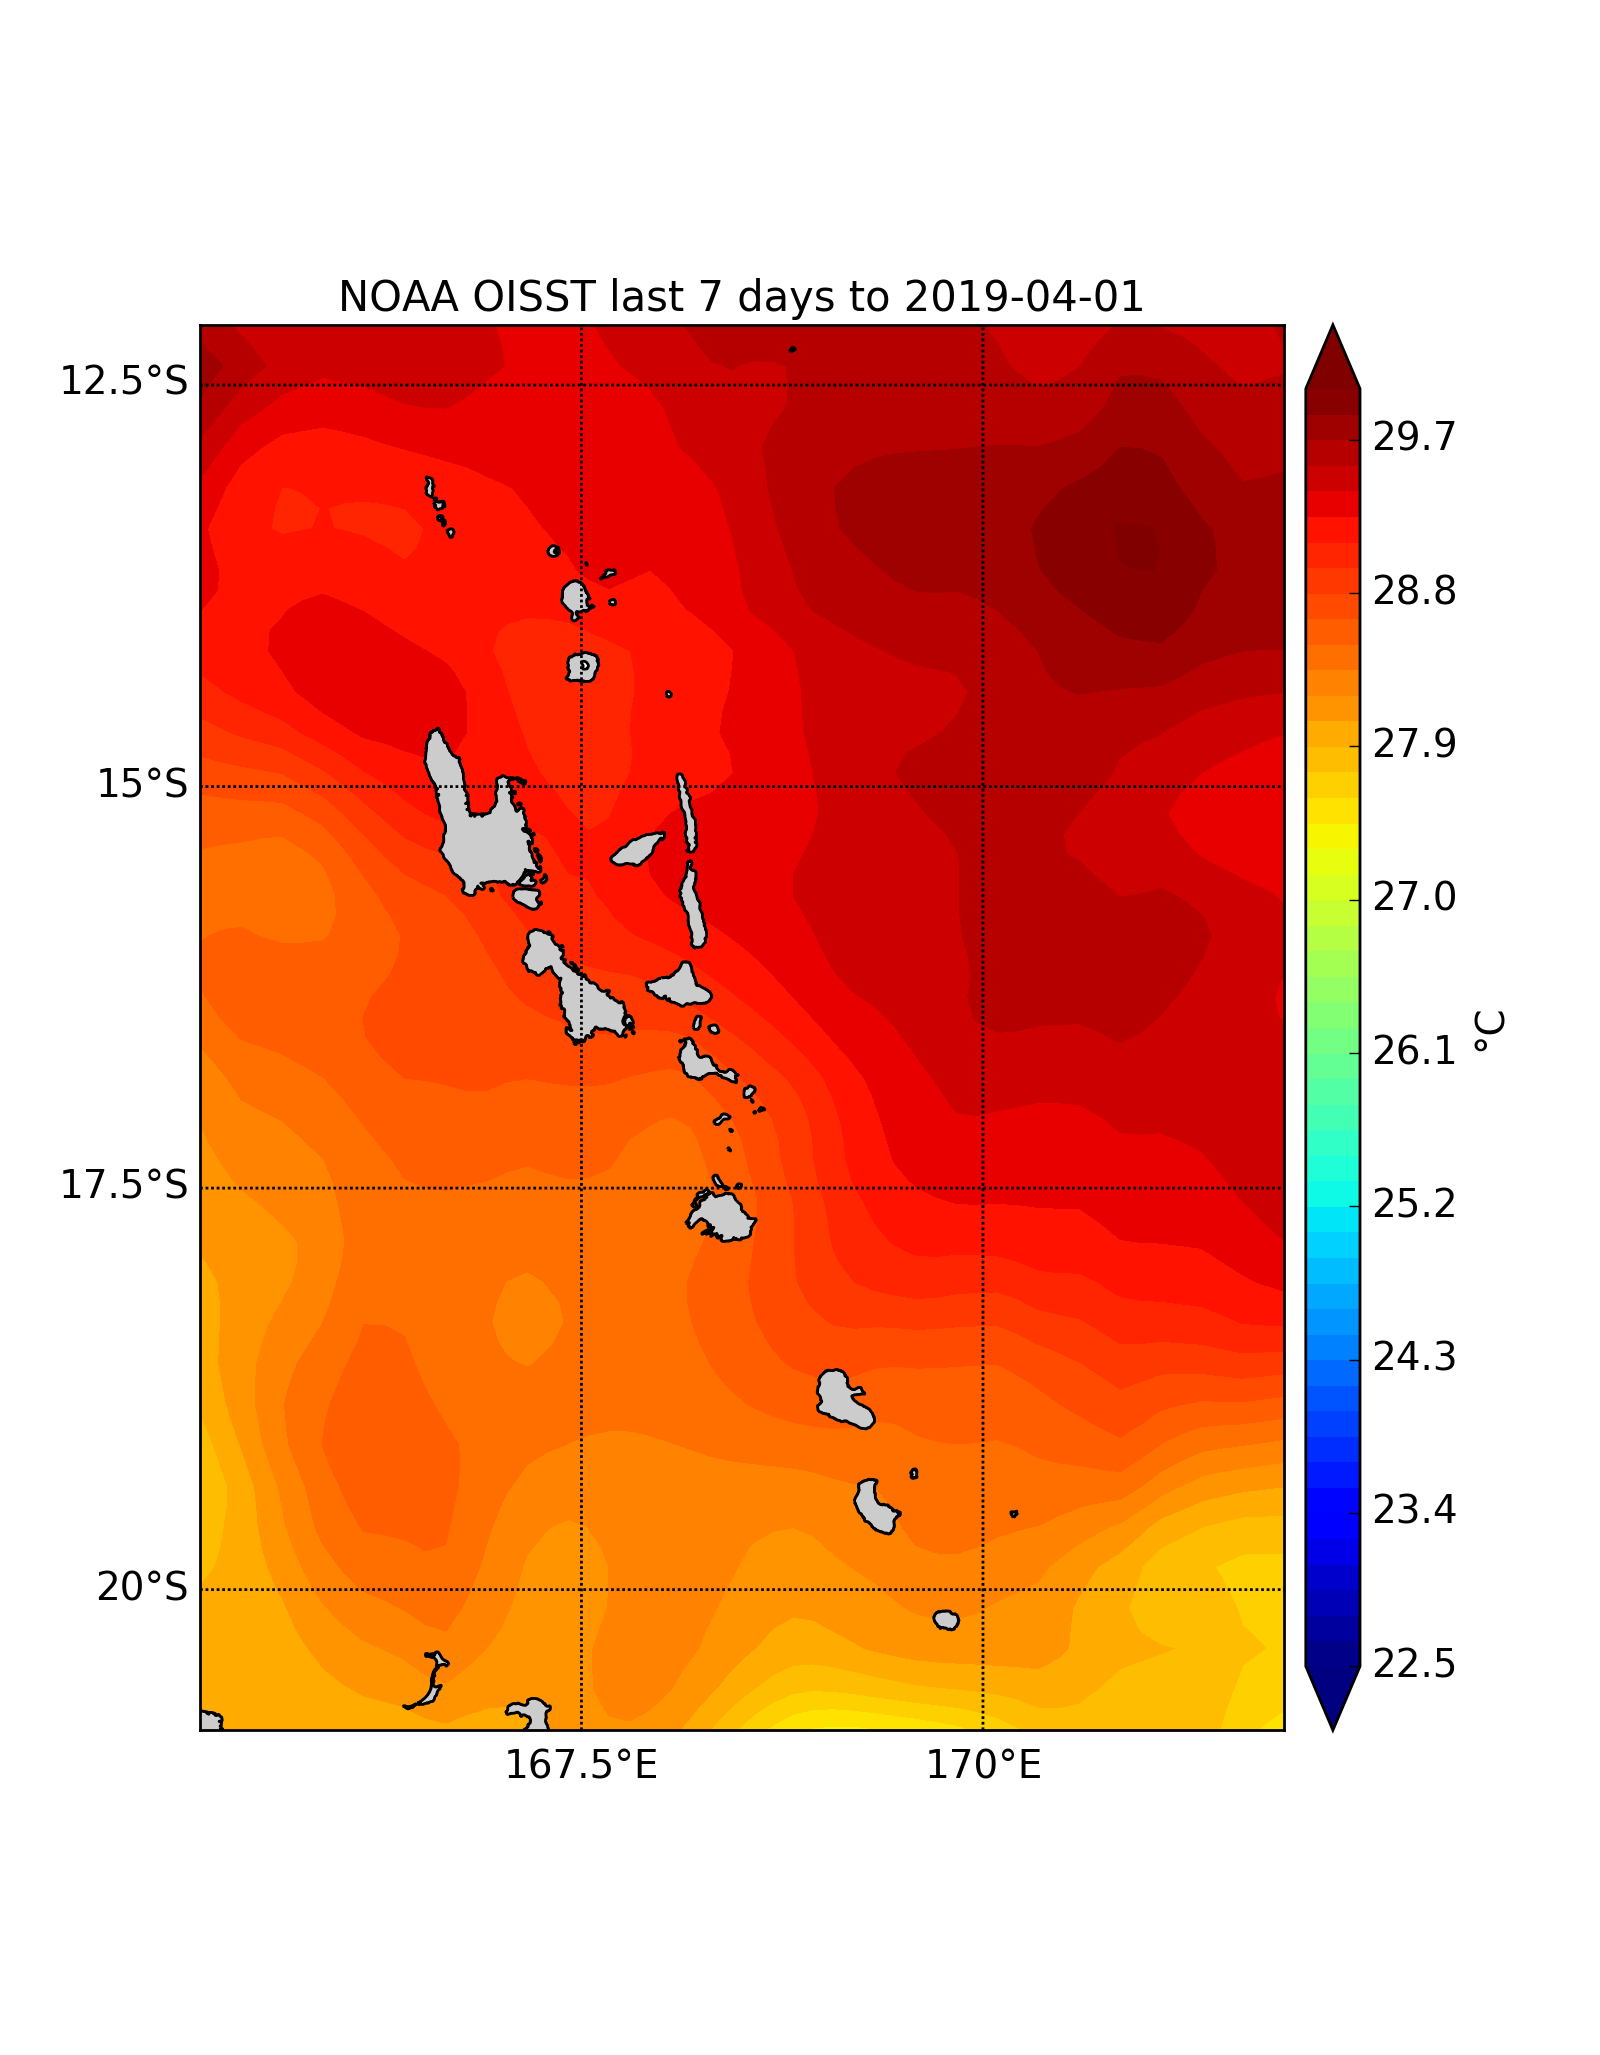 NOAA OISST last 7 days to 2019-04-01
12.5°S
15°S
17.5°S
20°S
167.5°E
170°E
29.7
28.8
27.9
27.0
26.1
25.2
24.3
23.4
22.5
°C